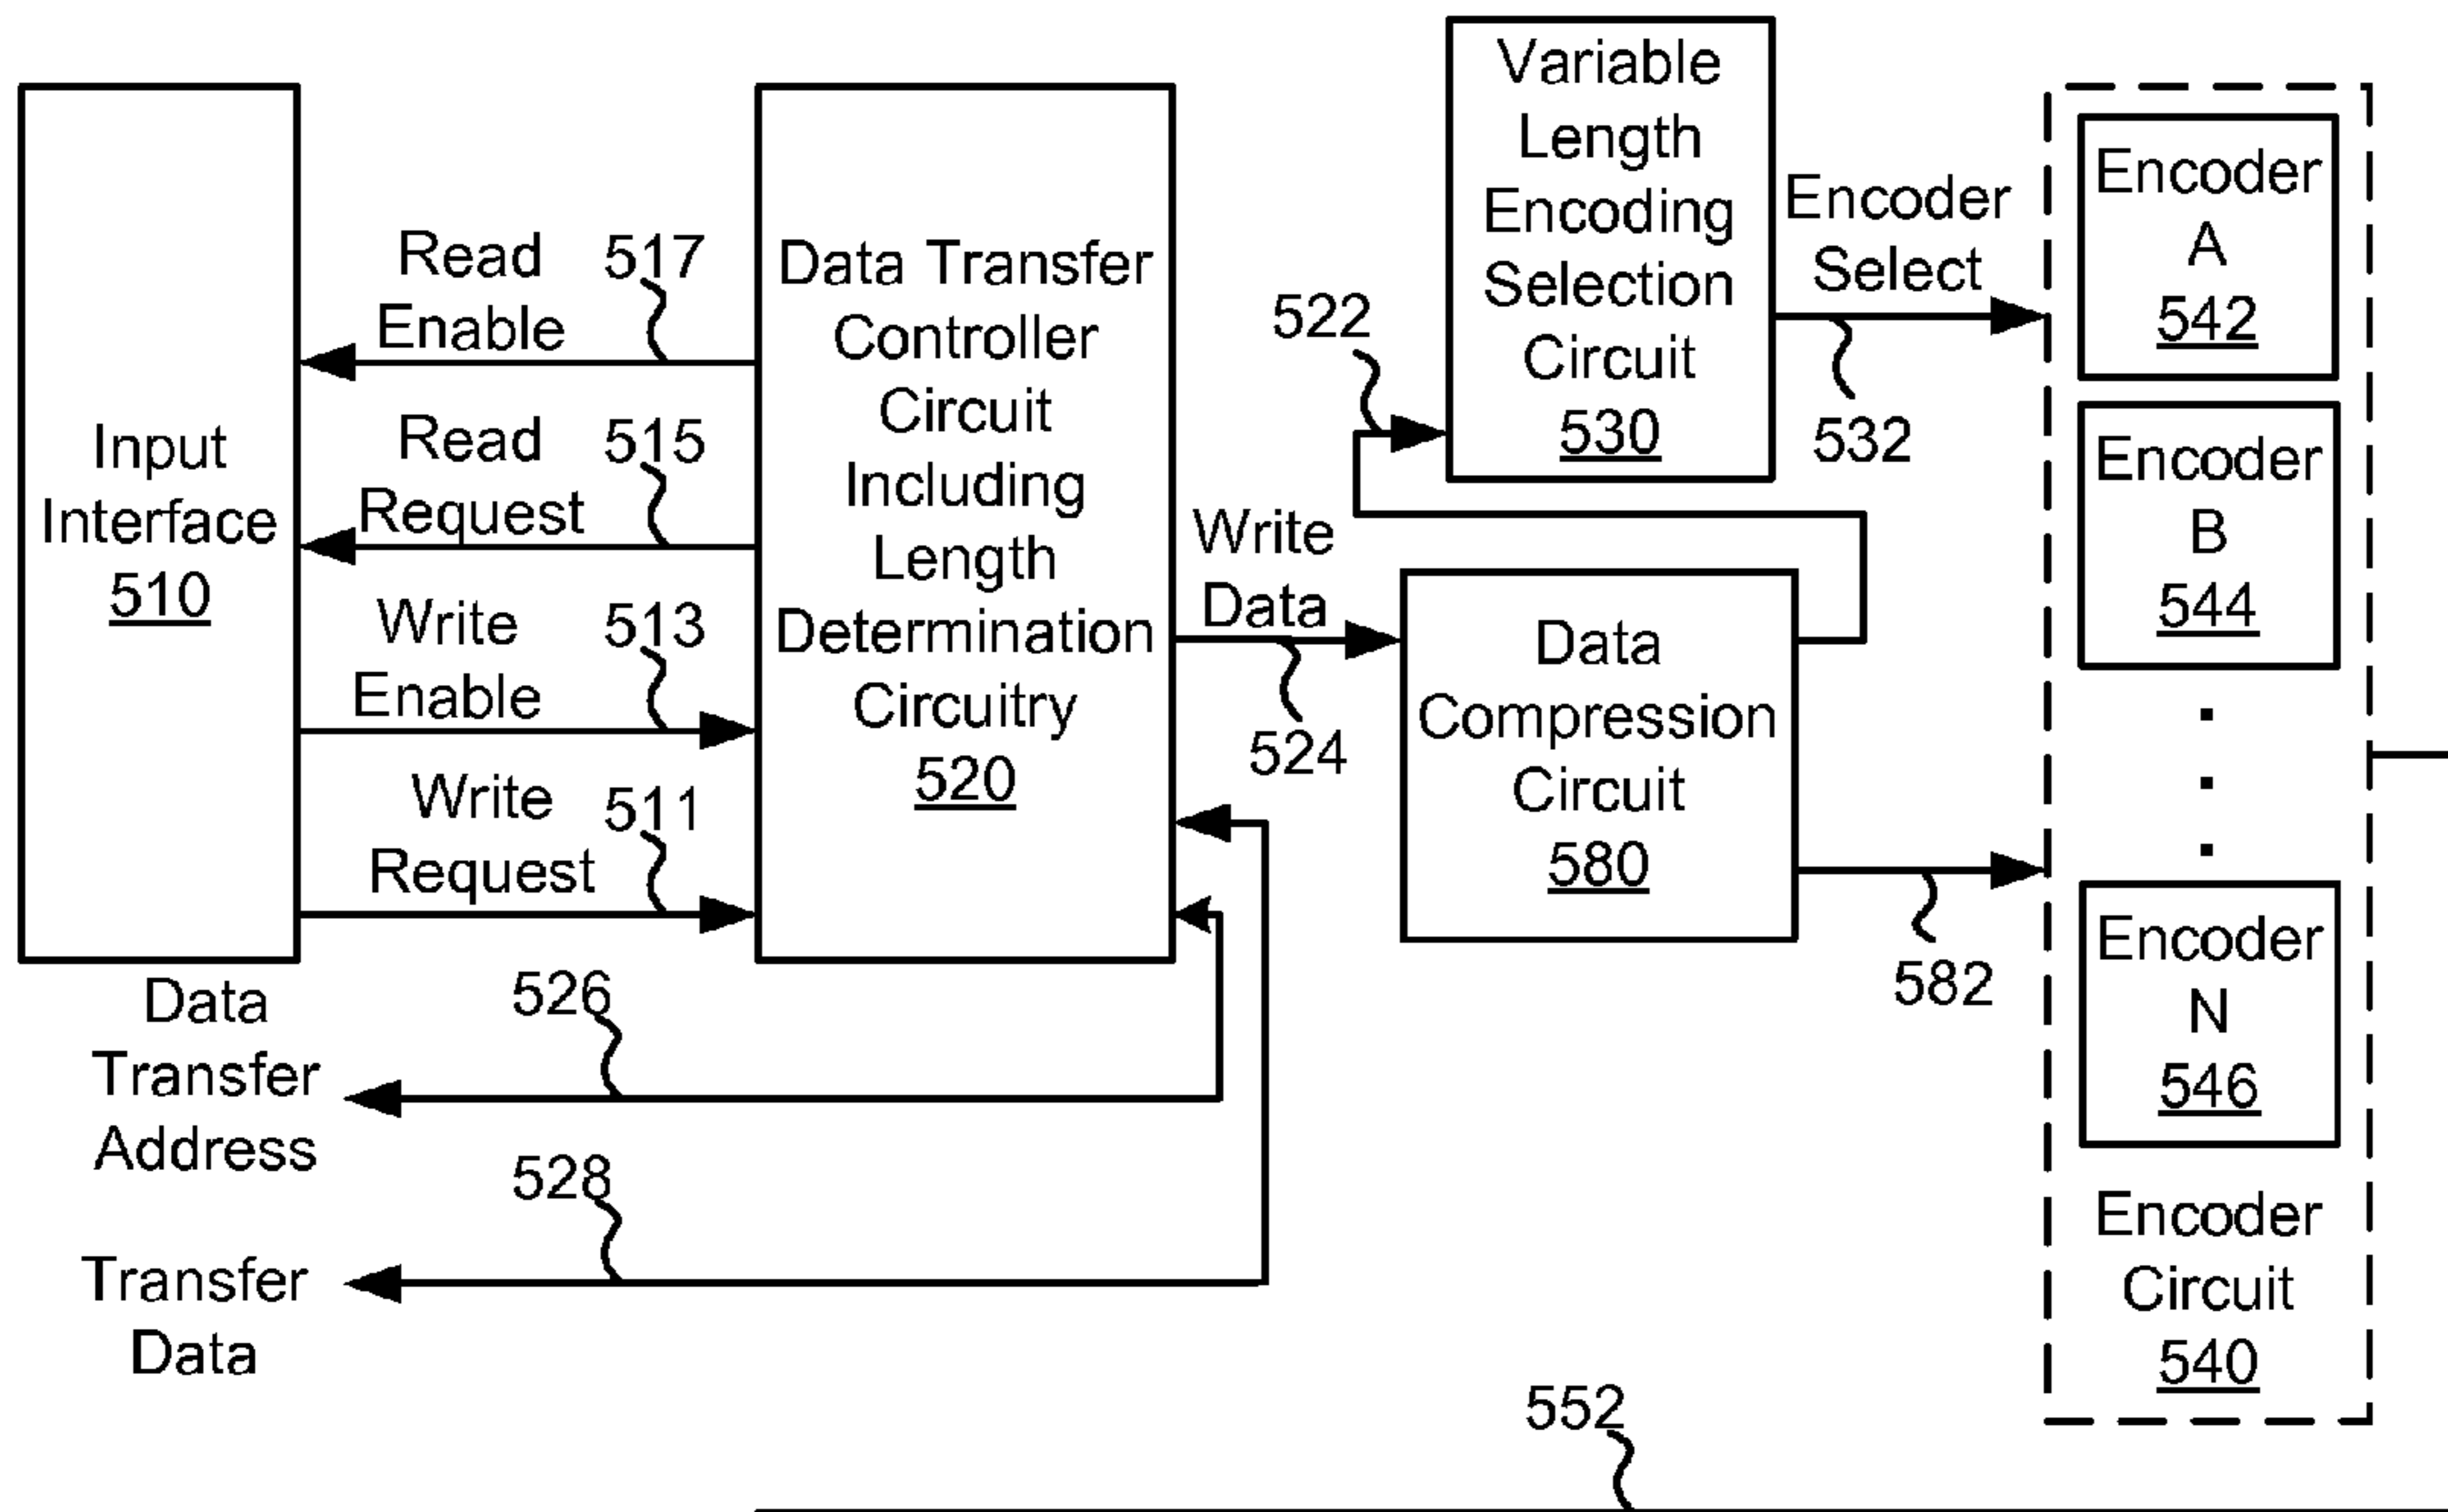 Input
Interface
510
Read
Enable
517
Read
Request
515
Write
Enable
513
Write
Request
511
Data Transfer
Controller
Circuit
Including
Length
Determination
Circuitry
520
Data
Transfer
Address
526
Transfer
Data
528
Write
Data
524
522
Variable
Length
Encoding
Selection
Circuit
530
Encoder
Select
532
Data
Compression
Circuit
580
582
Encoder
A
542
Encoder
B
544
Encoder
N
546
Encoder
Circuit
540
552